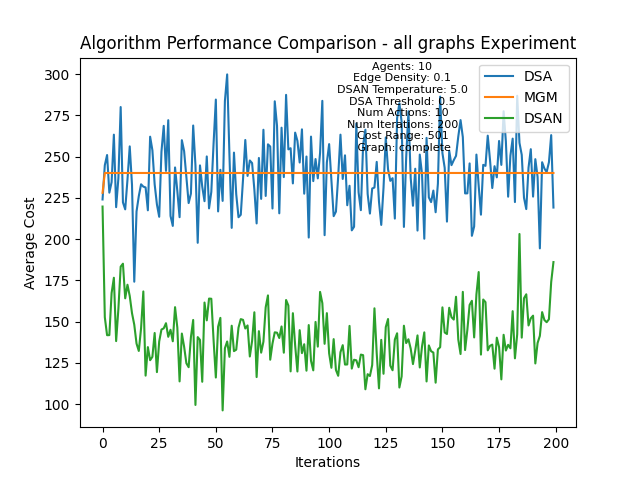 Algorithm Performance Comparison - all graphs Experiment
Agents: 10
Edge Density: 0.1
DSAN Temperature: 5.0
DSA Threshold: 0.5
Num Actions: 10
Num Iterations: 200
Cost Range: 501
Graph: complete
DSA
MGM
DSAN
Average Cost
300
275
250
225
200
175
150
125
100
0
25
50
75
100
125
150
175
200
Iterations